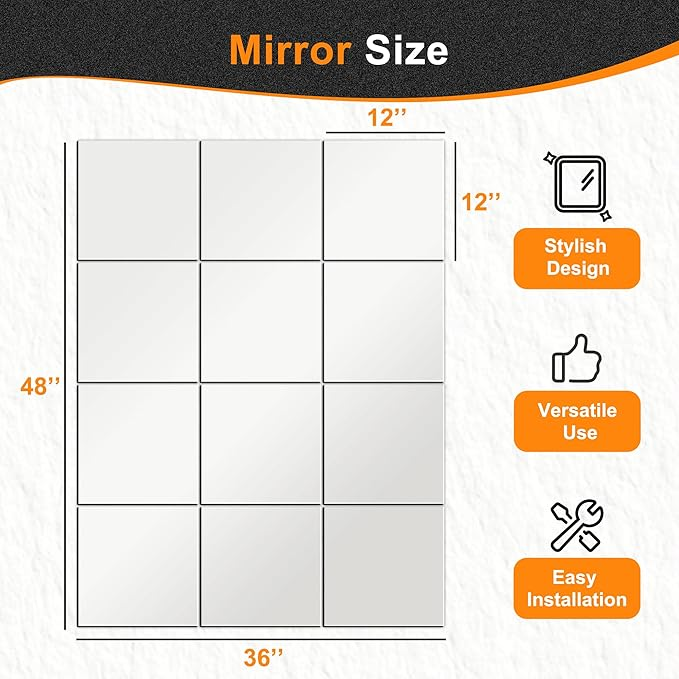 Mirror Size
12’’
12’’
48’’
36’’
Stylish
Design
Versatile
Use
Easy
Installation